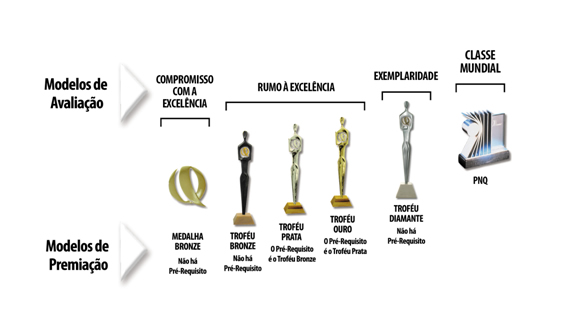 Modelos de
Avaliação
COMPROMISSO
COM A
EXCELÊNCIA
RUMO À EXCELÊNCIA
EXEMPLARIDADE
CLASSE
MUNDIAL
MEDALHA
BRONZE
Não há
Pré-Requisito
TROFÉU
BRONZE
Não há
Pré-Requisito
TROFÉU
PRATA
O Pré-Requisito
é o Troféu Bronze
TROFÉU
OURO
O Pré-Requisito
é o Troféu Prata
TROFÉU
DIAMANTE
Não há
Pré-Requisito
PNQ
Modelos de
Premiação